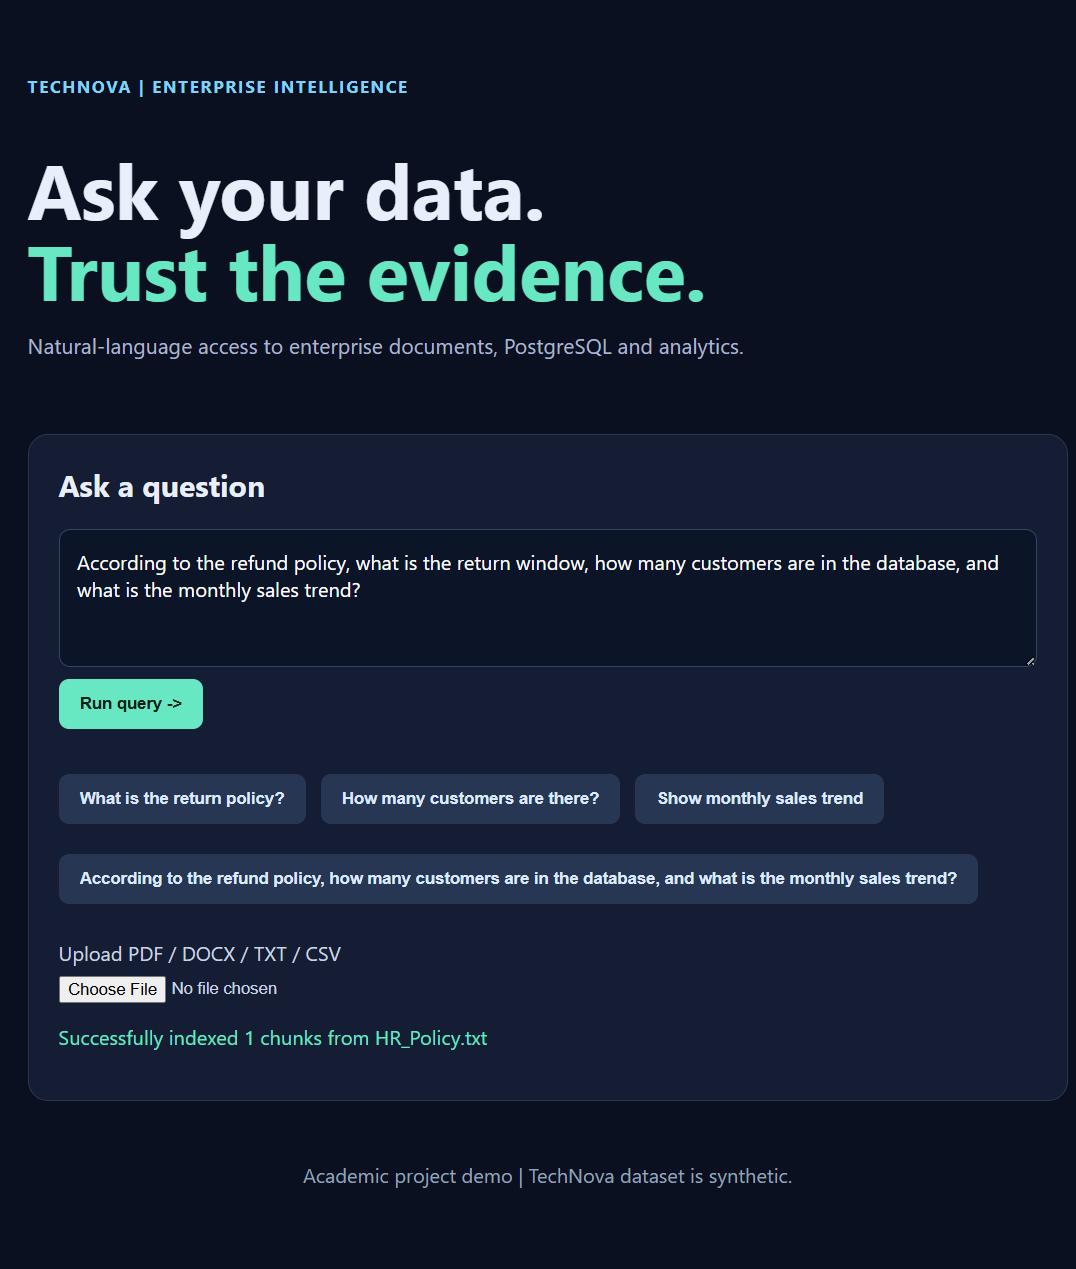 TECHNOVA | ENTERPRISE INTELLIGENCE
Ask your data.
Trust the evidence.
Natural-language access to enterprise documents, PostgreSQL and analytics.
Ask a question
According to the refund policy, what is the return window, how many customers are in the database, and
what is the monthly sales trend?
Run query ->
What is the return policy?
How many customers are there?
Show monthly sales trend
According to the refund policy, how many customers are in the database, and what is the monthly sales trend?
Upload PDF / DOCX / TXT / CSV
Choose File No file chosen
Successfully indexed 1 chunks from HR_Policy.txt
Academic project demo | TechNova dataset is synthetic.